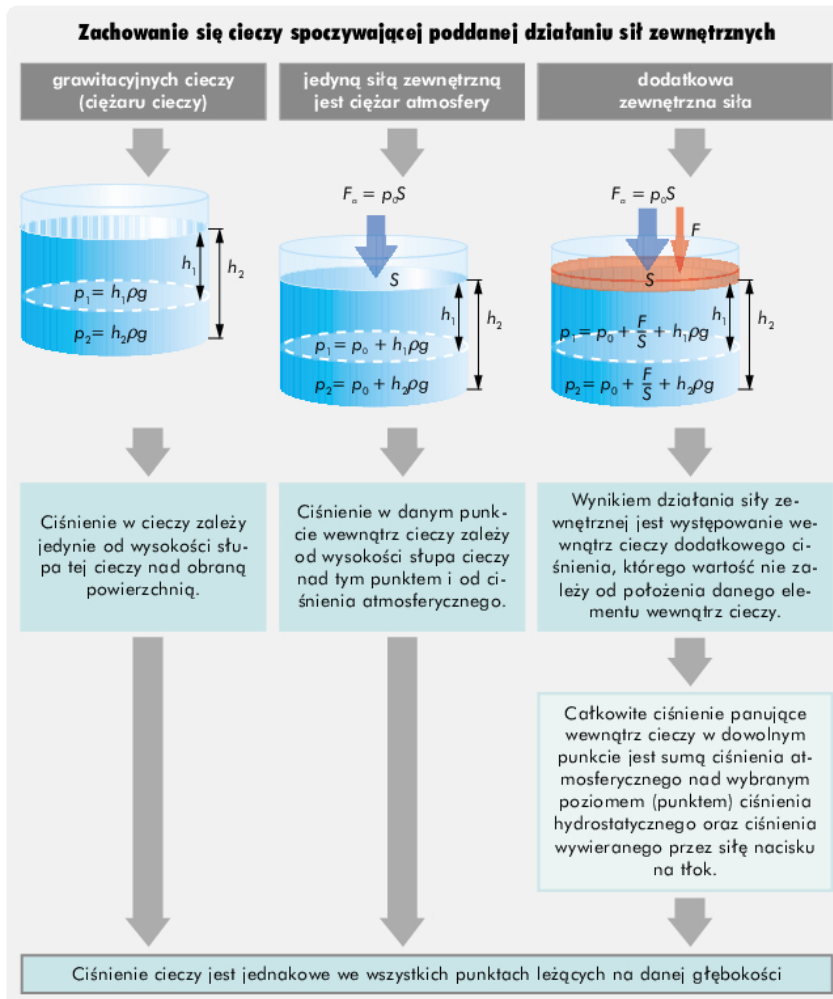 Zachowanie się cieczy spoczywającej poddanej działaniu sił zewnętrznych
grawitacyjnych cieczy
(ciężaru cieczy)
jedyną siłą zewnętrzną
jest ciężar atmosfery
dodatkowa
zewnętrzna siła
h₁
h₂
p₁= h₁ρg
p₂= h₂ρg
Fₐ = p₀S
S
h₁
h₂
p₁= p₀ + h₁ρg
p₂= p₀ + h₂ρg
Fₐ = p₀S
F
S
h₁
h₂
p₁= p₀ + F/S + h₁ρg
p₂= p₀ + F/S + h₂ρg
Ciśnienie w cieczy zależy
jedynie od wysokości słu-
pa tej cieczy nad obraną
powierzchnią.
Ciśnienie w danym punk-
cie wewnątrz cieczy zależy
od wysokości słupa cieczy
nad tym punktem i od ci-
śnienia atmosferycznego.
Wynikiem działania siły ze-
wnętrznej jest występowanie we-
wnątrz cieczy dodatkowego ci-
śnienia, którego wartość nie za-
leży od położenia danego ele-
mentu wewnątrz cieczy.
Całkowite ciśnienie panujące
wewnątrz cieczy w dowolnym
punkcie jest sumą ciśnienia at-
mosferycznego nad wybranym
poziomem (punktem) ciśnienia
hydrostatycznego oraz ciśnienia
wywieranego przez siłę nacisku
na tłok.
Ciśnienie cieczy jest jednakowe we wszystkich punktach leżących na danej głębokości